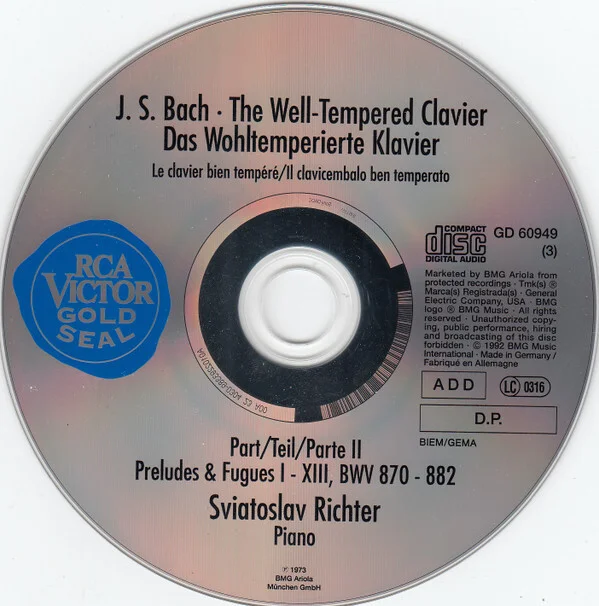 J. S. Bach · The Well-Tempered Clavier
Das Wohltemperierte Klavier
Le clavier bien tempéré/Il clavicembalo ben temperato
RCA
VICTOR
GOLD
SEAL
COMPACT
disc
DIGITAL AUDIO
GD 60949
(3)
Marketed by BMG Ariola from
protected recordings · Tmk(s) ®
Marca(s) Registrada(s) · General
Electric Company, USA · BMG
logo ® BMG Music · All rights
reserved · Unauthorized copy-
ing, public performance, hiring
and broadcasting of this disc
forbidden · © 1992 BMG Music
International · Made in Germany /
Fabriqué en Allemagne
ADD
LC 0316
D.P.
BIEM/GEMA
Part/Teil/Parte II
Preludes & Fugues I - XIII, BWV 870 - 882
Sviatoslav Richter
Piano
℗ 1973
BMG Ariola
München GmbH